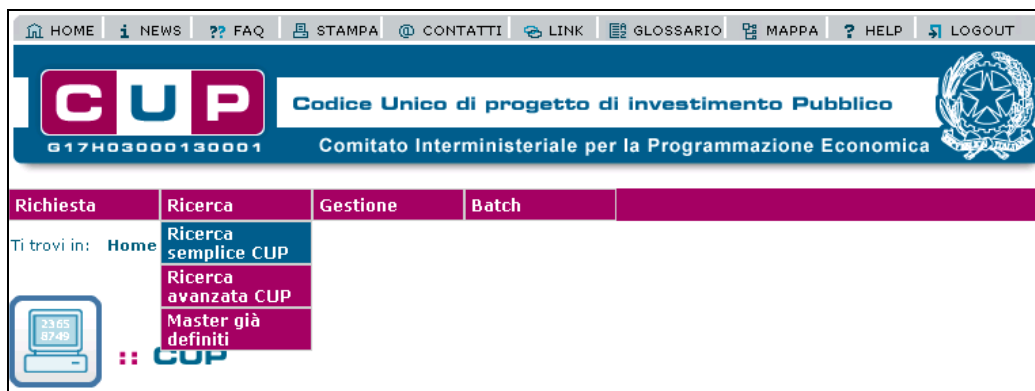 HOME i NEWS ?? FAQ STAMPA @ CONTATTI LINK GLOSSARIO MAPPA ? HELP LOGOUT
CUP Codice Unico di progetto di investimento Pubblico
G17H03000130001 Comitato Interministeriale per la Programmazione Economica
Richiesta Ricerca Gestione Batch
Ti trovi in: Home
Ricerca
semplice CUP
Ricerca
avanzata CUP
Master già
definiti
2365
8749
:: CUP